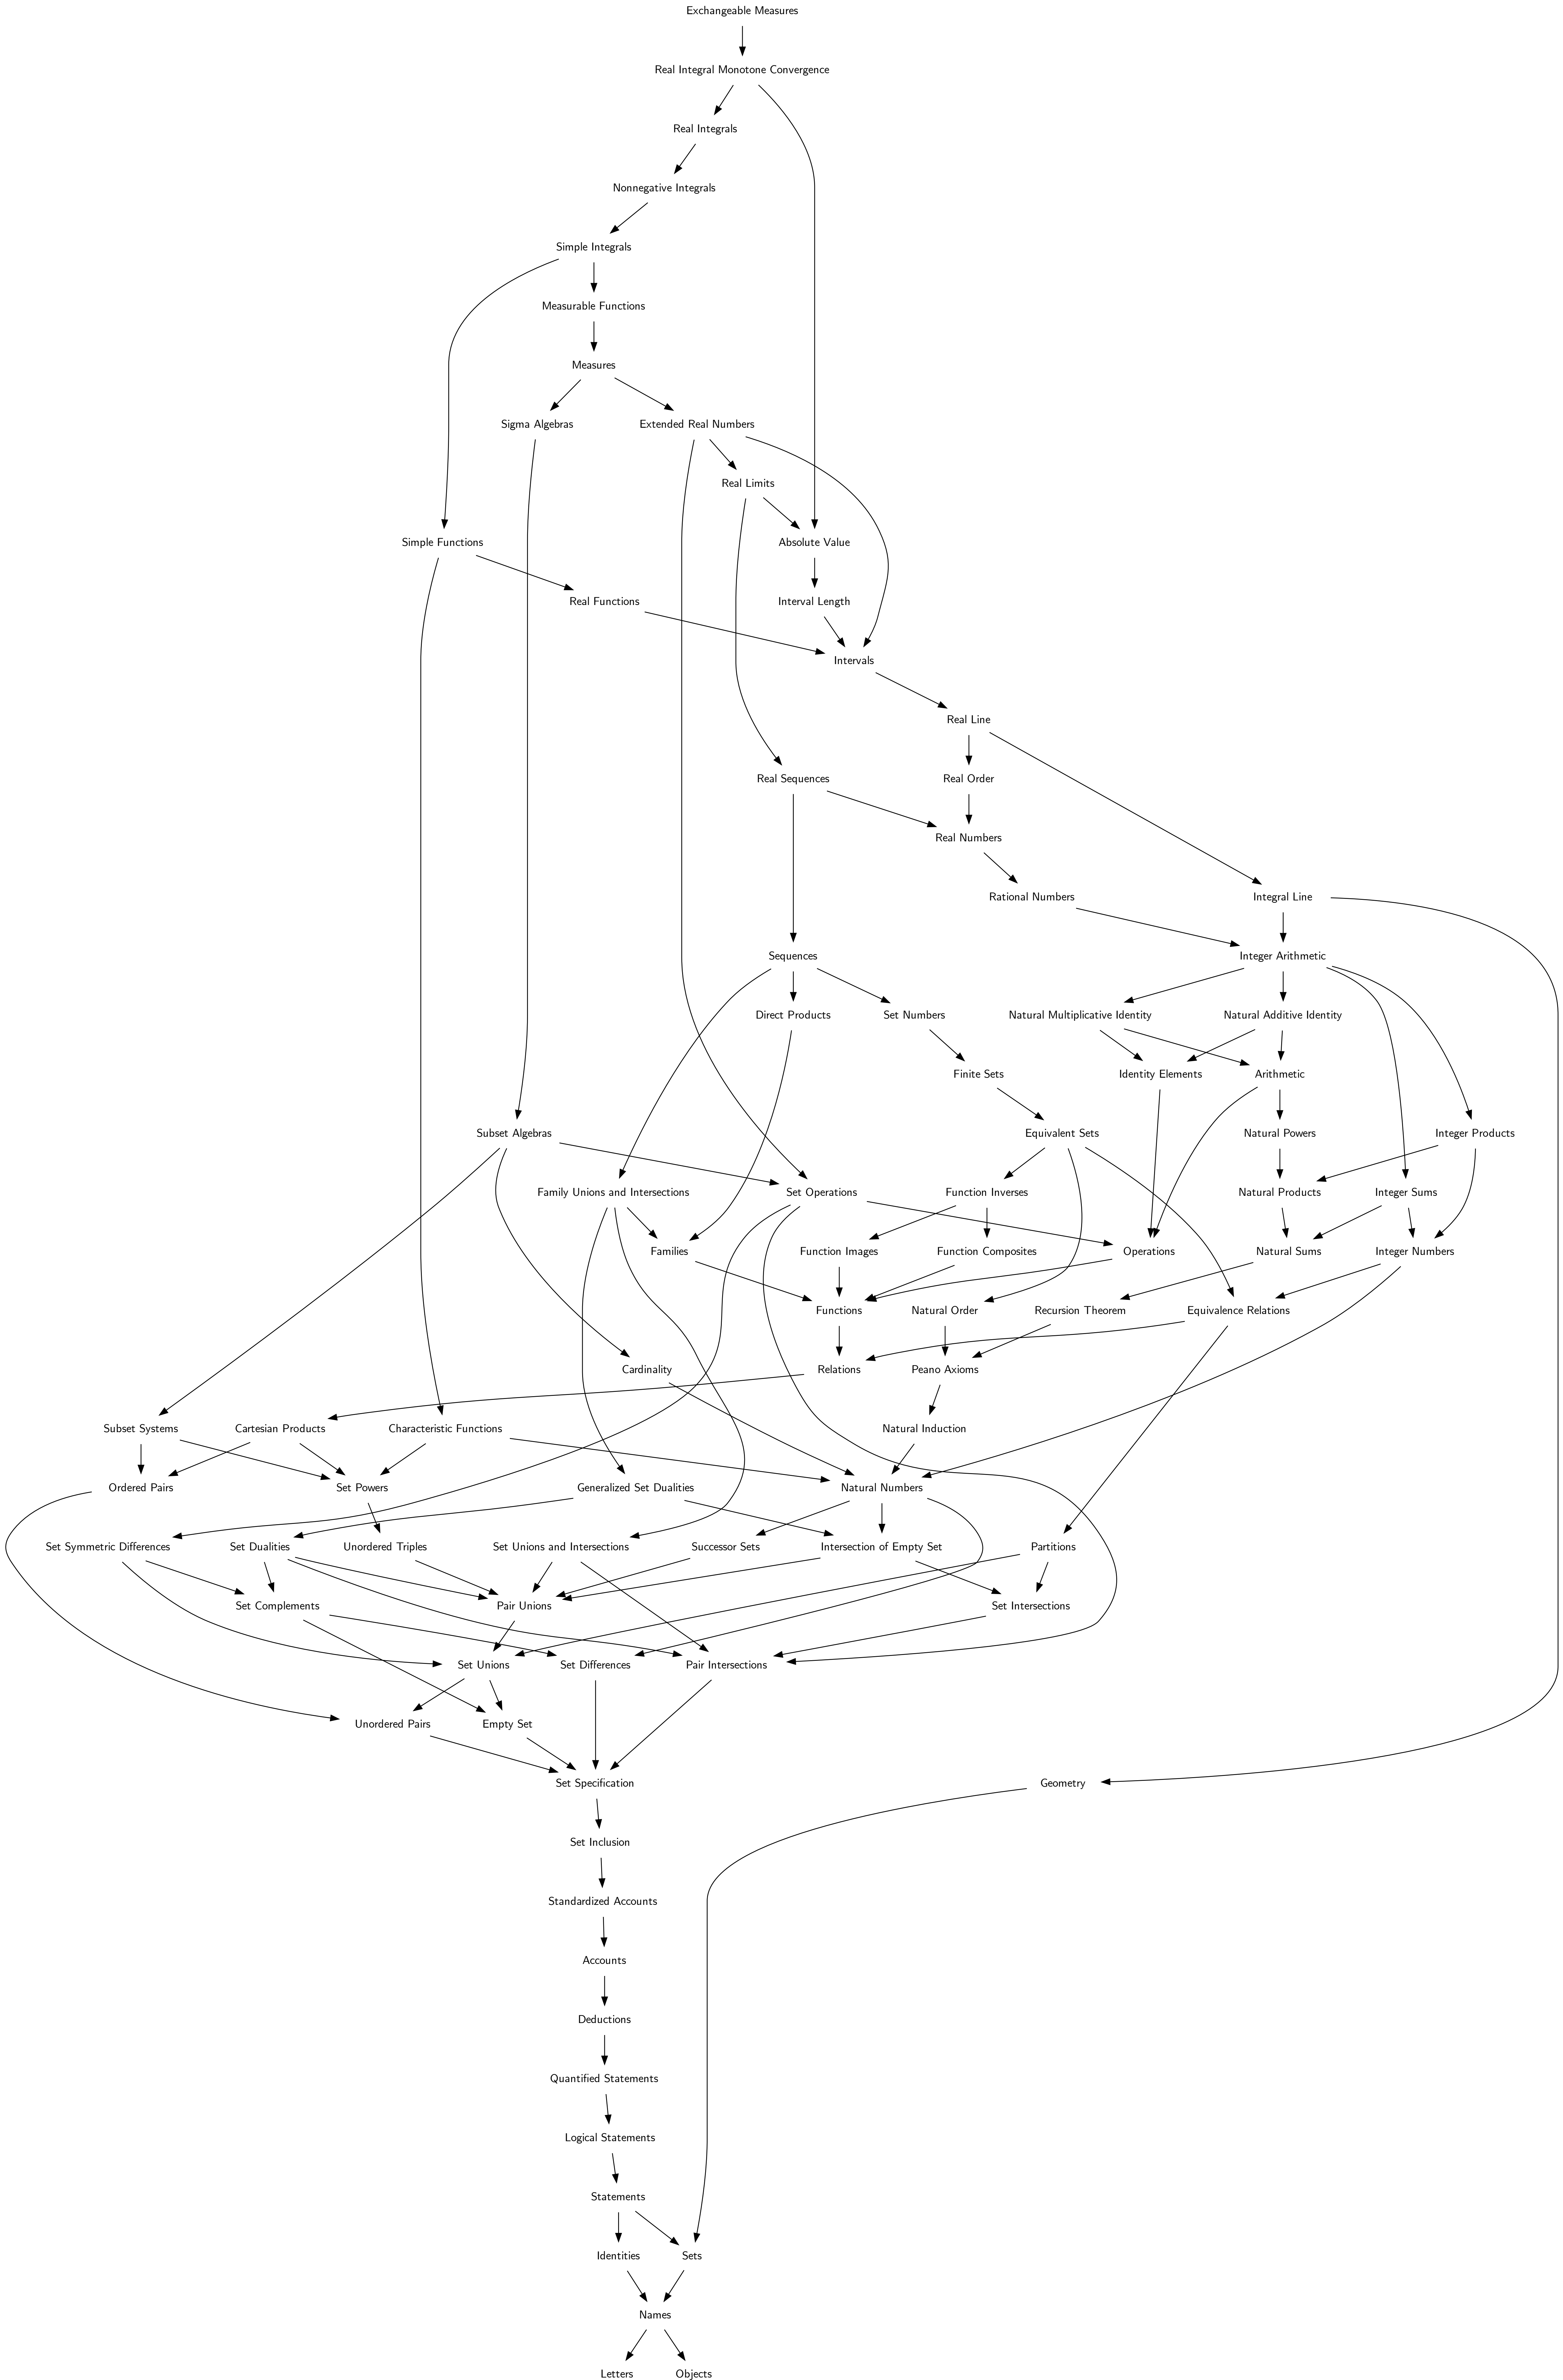 Exchangeable Measures
Real Integral Monotone Convergence
Real Integrals
Nonnegative Integrals
Simple Integrals
Measurable Functions
Measures
Sigma Algebras
Extended Real Numbers
Real Limits
Simple Functions
Absolute Value
Real Functions
Interval Length
Intervals
Real Line
Real Sequences
Real Order
Real Numbers
Rational Numbers
Integral Line
Sequences
Integer Arithmetic
Direct Products
Set Numbers
Natural Multiplicative Identity
Natural Additive Identity
Finite Sets
Identity Elements
Arithmetic
Subset Algebras
Equivalent Sets
Natural Powers
Integer Products
Family Unions and Intersections
Set Operations
Function Inverses
Natural Products
Integer Sums
Families
Function Images
Function Composites
Operations
Natural Sums
Integer Numbers
Functions
Natural Order
Recursion Theorem
Equivalence Relations
Cardinality
Relations
Peano Axioms
Subset Systems
Cartesian Products
Characteristic Functions
Natural Induction
Ordered Pairs
Set Powers
Generalized Set Dualities
Natural Numbers
Set Symmetric Differences
Set Dualities
Unordered Triples
Set Unions and Intersections
Successor Sets
Intersection of Empty Set
Partitions
Set Complements
Pair Unions
Set Intersections
Set Unions
Set Differences
Pair Intersections
Unordered Pairs
Empty Set
Set Specification
Geometry
Set Inclusion
Standardized Accounts
Accounts
Deductions
Quantified Statements
Logical Statements
Statements
Identities
Sets
Names
Letters
Objects